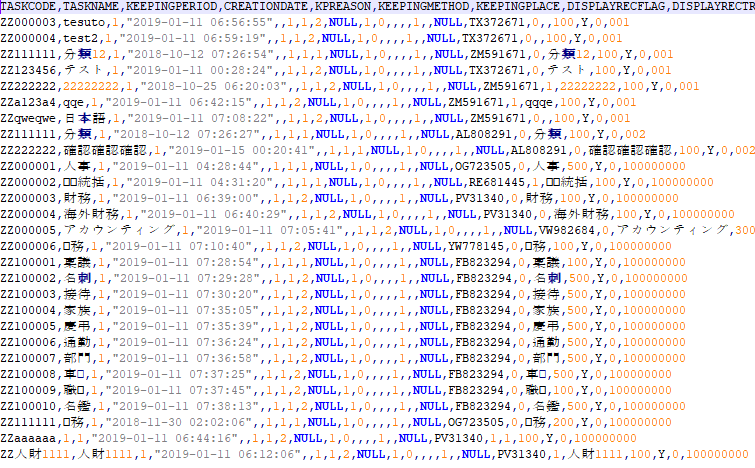 TASKCODE,TASKNAME,KEEPINGPERIOD,CREATIONDATE,KPREASON,KEEPINGMETHOD,KEEPINGPLACE,DISPLAYRECFLAG,DISPLAYRECTR
ZZ000003,tesuto,1,"2019-01-11 06:56:55",,1,1,2,NULL,1,0,,,,1,,NULL,TX372671,0,,100,Y,0,001
ZZ000004,test2,1,"2019-01-11 06:59:19",,1,1,2,NULL,1,0,,,,1,,NULL,TX372671,0,,100,Y,0,001
ZZ111111,分類12,1,"2018-10-12 07:26:54",,1,1,1,NULL,1,0,,,,1,,NULL,ZM591671,1,分類12,100,Y,0,001
ZZ123456,テスト,1,"2019-01-11 00:28:24",,1,1,2,NULL,1,0,,,,1,,NULL,TX372671,0,テスト,100,Y,0,001
ZZ222222,22222222,1,"2018-10-25 06:20:03",,1,1,2,NULL,1,0,,,,1,,NULL,ZM591671,1,22222222,100,Y,0,001
ZZa123a4,qqe,1,"2019-01-11 06:42:15",,1,1,2,NULL,1,0,,,,1,,NULL,ZM591671,1,qqqe,100,Y,0,001
ZZqweqwe,日本語,1,"2019-01-11 07:08:22",,1,1,2,NULL,1,0,,,,1,,NULL,ZM591671,0,,100,Y,0,001
ZZ111111,分類,1,"2018-10-12 07:26:27",,1,1,1,NULL,1,0,,,,1,,NULL,AL808291,0,分類,100,Y,0,002
ZZ222222,確認確認確認,1,"2019-01-15 00:20:41",,1,1,1,NULL,1,0,,,,1,,NULL,AL808291,0,確認確認確認,100,Y,0,002
ZZ000001,人事,1,"2019-01-11 04:28:44",,1,1,1,NULL,1,0,,,,1,,NULL,OG723505,0,人事,500,Y,0,100000000
ZZ000002,統括,1,"2019-01-11 04:31:20",,1,1,1,NULL,1,0,,,,1,,NULL,RE681445,1,統括,100,Y,0,100000000
ZZ000003,財務,1,"2019-01-11 06:39:00",,1,1,2,NULL,1,0,,,,1,,NULL,PV31340,0,財務,500,Y,0,100000000
ZZ000004,海外財務,1,"2019-01-11 06:40:29",,1,1,2,NULL,1,0,,,,1,,NULL,PV31340,0,海外財務,100,Y,0,100000000
ZZ000005,アカウンティング,1,"2019-01-11 07:05:41",,1,1,2,NULL,1,0,,,,1,,NULL,VW982684,0,アカウンティング,300
ZZ000006,務,1,"2019-01-11 07:10:40",,1,1,2,NULL,1,0,,,,1,,NULL,YW778145,0,務,100,Y,0,100000000
ZZ100001,稟議,1,"2019-01-11 07:28:54",,1,1,1,NULL,1,0,,,,1,,NULL,FB823294,0,稟議,100,Y,0,100000000
ZZ100002,名刺,1,"2019-01-11 07:29:28",,1,1,2,NULL,1,0,,,,1,,NULL,FB823294,0,名刺,500,Y,0,100000000
ZZ100003,接待,1,"2019-01-11 07:30:20",,1,1,2,NULL,1,0,,,,1,,NULL,FB823294,0,接待,500,Y,0,100000000
ZZ100004,家族,1,"2019-01-11 07:35:05",,1,1,2,NULL,1,0,,,,1,,NULL,FB823294,0,家族,500,Y,0,100000000
ZZ100005,慶弔,1,"2019-01-11 07:35:39",,1,1,2,NULL,1,0,,,,1,,NULL,FB823294,0,慶弔,500,Y,0,100000000
ZZ100006,通勤,1,"2019-01-11 07:36:24",,1,1,2,NULL,1,0,,,,1,,NULL,FB823294,0,通勤,500,Y,0,100000000
ZZ100007,部門,1,"2019-01-11 07:36:58",,1,1,2,NULL,1,0,,,,1,,NULL,FB823294,0,部門,500,Y,0,100000000
ZZ100008,車,1,"2019-01-11 07:37:25",,1,1,2,NULL,1,0,,,,1,,NULL,FB823294,0,車,500,Y,0,100000000
ZZ100009,職,1,"2019-01-11 07:37:45",,1,1,2,NULL,1,0,,,,1,,NULL,FB823294,0,職,100,Y,0,100000000
ZZ100010,名鑑,1,"2019-01-11 07:38:13",,1,1,2,NULL,1,0,,,,1,,NULL,FB823294,0,名鑑,500,Y,0,100000000
ZZ111111,務,1,"2018-11-30 02:02:06",,1,1,1,NULL,1,0,,,,1,,NULL,OG723505,0,務,200,Y,0,100000000
ZZaaaaaa,1,1,"2019-01-11 06:44:16",,1,1,2,NULL,1,0,,,,1,,NULL,PV31340,1,1,100,Y,0,100000000
ZZ人財1111,人財1111,1,"2019-01-11 06:12:06",,1,1,2,NULL,1,0,,,,1,,NULL,PV31340,1,人財1111,100,Y,0,100000000